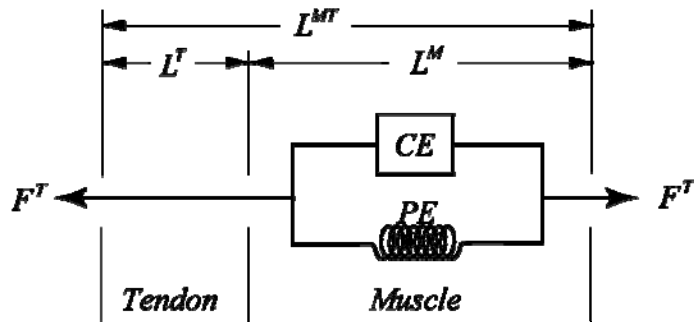 L^MT
L^T L^M
CE
F^T F^T
PE
Tendon Muscle